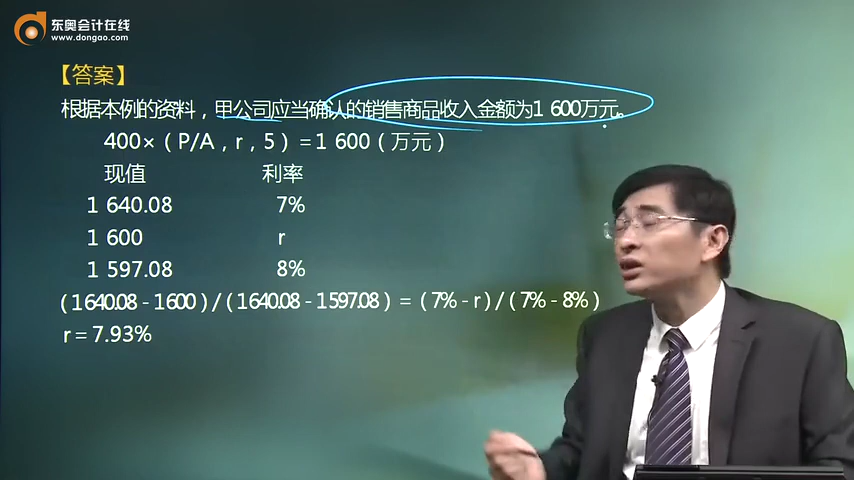 东奥会计在线
www.dongao.com
【答案】
根据本例的资料，甲公司应当确认的销售商品收入金额为1 600万元。
400×（P/A，r，5）＝1 600（万元）
现值 利率
1 640.08 7%
1 600 r
1 597.08 8%
（1640.08－1600）/（1640.08－1597.08）＝（7%－r）/（7%－8%）
r＝7.93%